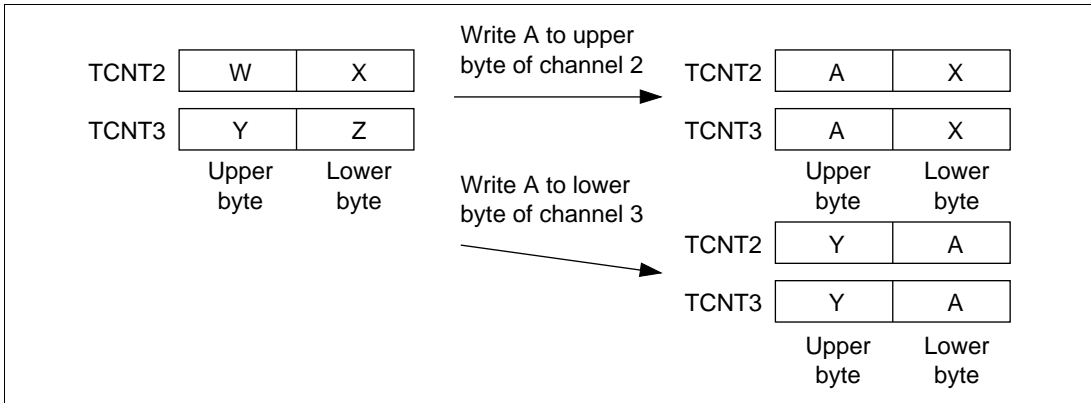 TCNT2 W X
TCNT3 Y Z
Upper byte Lower byte
Write A to upper
byte of channel 2
TCNT2 A X
TCNT3 A X
Upper byte Lower byte
Write A to lower
byte of channel 3
TCNT2 Y A
TCNT3 Y A
Upper byte Lower byte